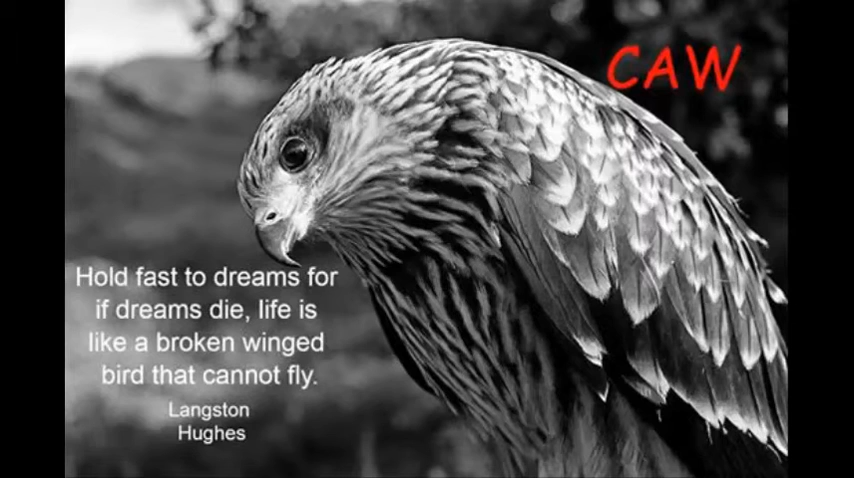 CAW
Hold fast to dreams for
if dreams die, life is
like a broken winged
bird that cannot fly.
Langston
Hughes